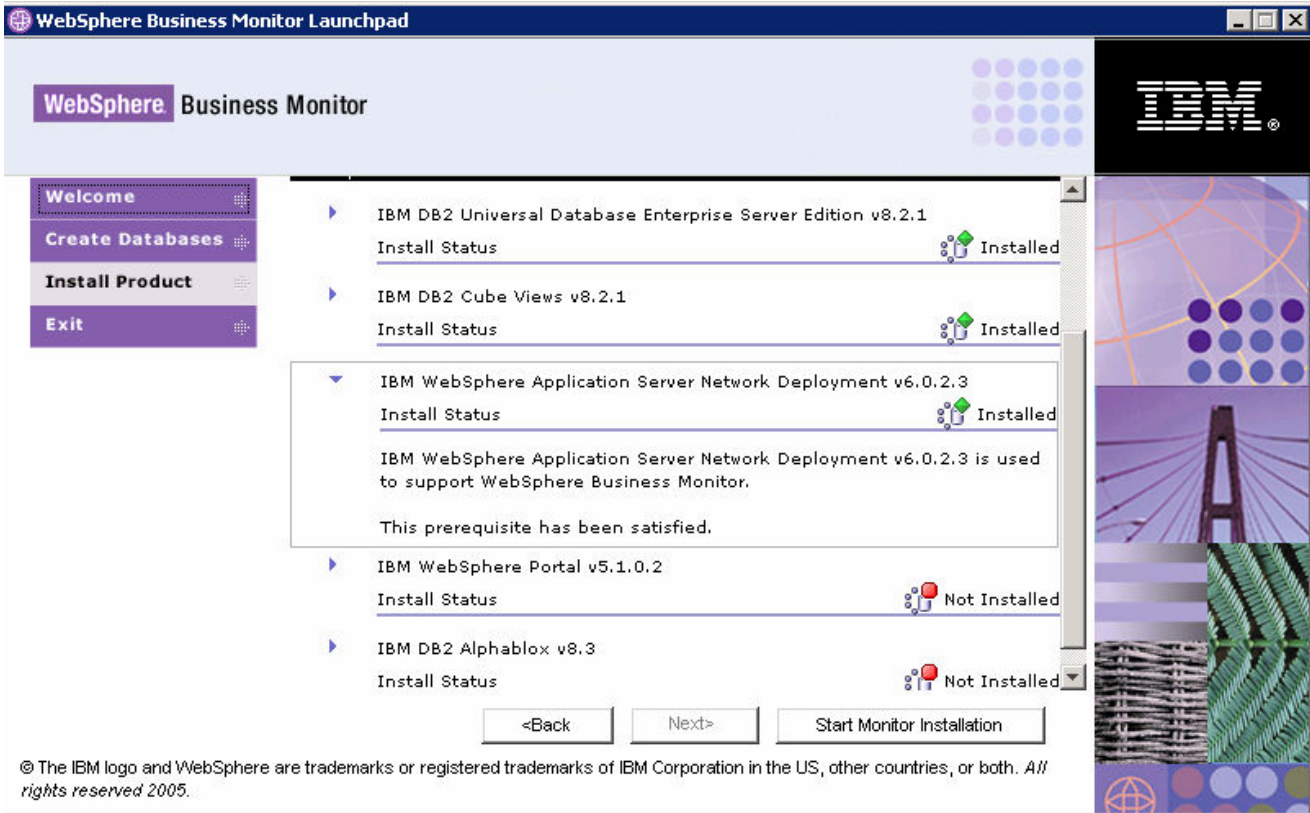 WebSphere Business Monitor Launchpad
WebSphere. Business Monitor
IBM®
Welcome
Create Databases
Install Product
Exit
IBM DB2 Universal Database Enterprise Server Edition v8.2.1
Install Status Installed
IBM DB2 Cube Views v8.2.1
Install Status Installed
IBM WebSphere Application Server Network Deployment v6.0.2.3
Install Status Installed
IBM WebSphere Application Server Network Deployment v6.0.2.3 is used
to support WebSphere Business Monitor.
This prerequisite has been satisfied.
IBM WebSphere Portal v5.1.0.2
Install Status Not Installed
IBM DB2 Alphablox v8.3
Install Status Not Installed
<Back Next> Start Monitor Installation
© The IBM logo and WebSphere are trademarks or registered trademarks of IBM Corporation in the US, other countries, or both. All
rights reserved 2005.